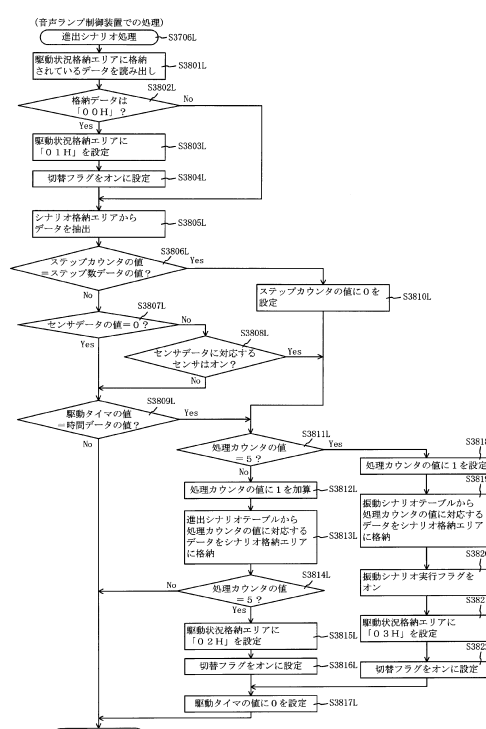 (音声ランプ制御装置での処理)
進出シナリオ処理
S3706L
駆動状況格納エリアに格納
されているデータを読み出し
S3801L
S3802L
格納データは
「00H」?
No
Yes
駆動状況格納エリアに
「01H」を設定
S3803L
切替フラグをオンに設定
S3804L
シナリオ格納エリアから
データを抽出
S3805L
S3806L
ステップカウンタの値
=ステップ数データの値?
Yes
No
ステップカウンタの値に0を
設定
S3810L
S3807L
センサデータの値=0?
No
Yes
S3808L
センサデータに対応する
センサはオン?
Yes
No
S3809L
駆動タイマの値
=時間データの値?
Yes
No
S3811L
処理カウンタの値
=5?
Yes
No
処理カウンタの値に1を加算
S3812L
進出シナリオテーブルから
処理カウンタの値に対応する
データをシナリオ格納エリア
に格納
S3813L
S3814L
処理カウンタの値
=5?
No
Yes
駆動状況格納エリアに
「02H」を設定
S3815L
切替フラグをオンに設定
S3816L
駆動タイマの値に0を設定
S3817L
S3818
処理カウンタの値に1を設定
S3819
振動シナリオテーブルから
処理カウンタの値に対応する
データをシナリオ格納エリア
に格納
S3820
振動シナリオ実行フラグを
オン
S382
駆動状況格納エリアに
「03H」を設定
S382
切替フラグをオンに設定